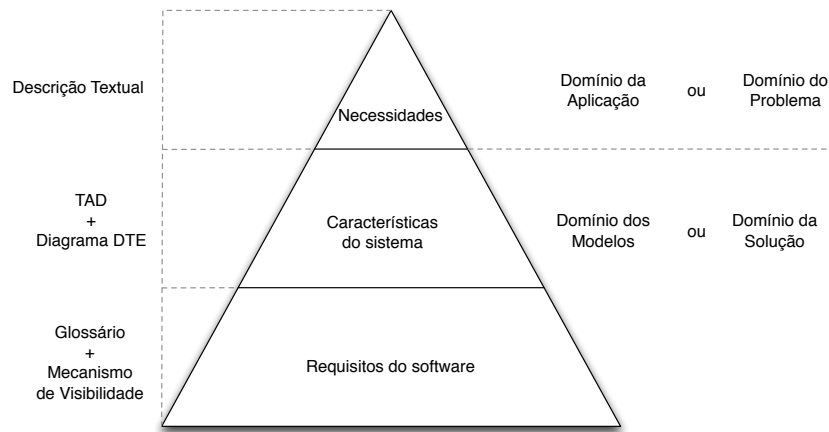 Descrição Textual
Necessidades
Domínio da
Aplicação
ou
Domínio do
Problema
TAD
+
Diagrama DTE
Características
do sistema
Domínio dos
Modelos
ou
Domínio da
Solução
Glossário
+
Mecanismo
de Visibilidade
Requisitos do software